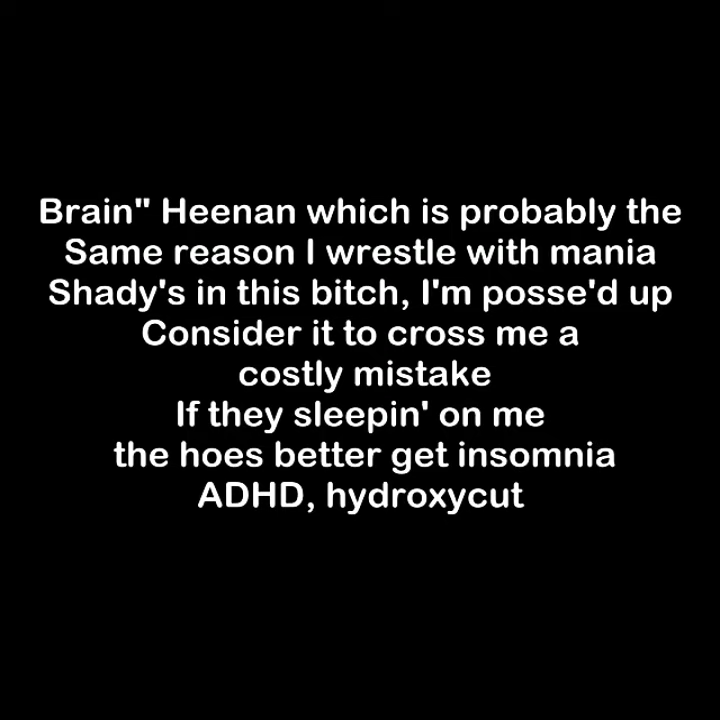 Brain" Heenan which is probably the
Same reason I wrestle with mania
Shady's in this bitch, I'm posse'd up
Consider it to cross me a
costly mistake
If they sleepin' on me
the hoes better get insomnia
ADHD, hydroxycut